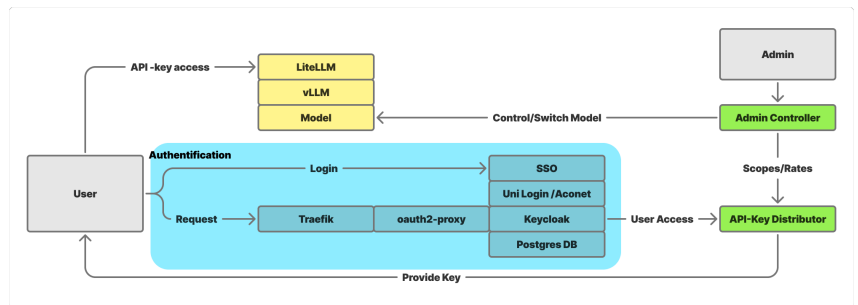 Admin
API -key access
LiteLLM
vLLM
Model
Control/Switch Model
Admin Controller
Authentification
User
Login
SSO
Scopes/Rates
Uni Login /Aconet
Request
Traefik
oauth2-proxy
Keycloak
User Access
API-Key Distributor
Postgres DB
Provide Key